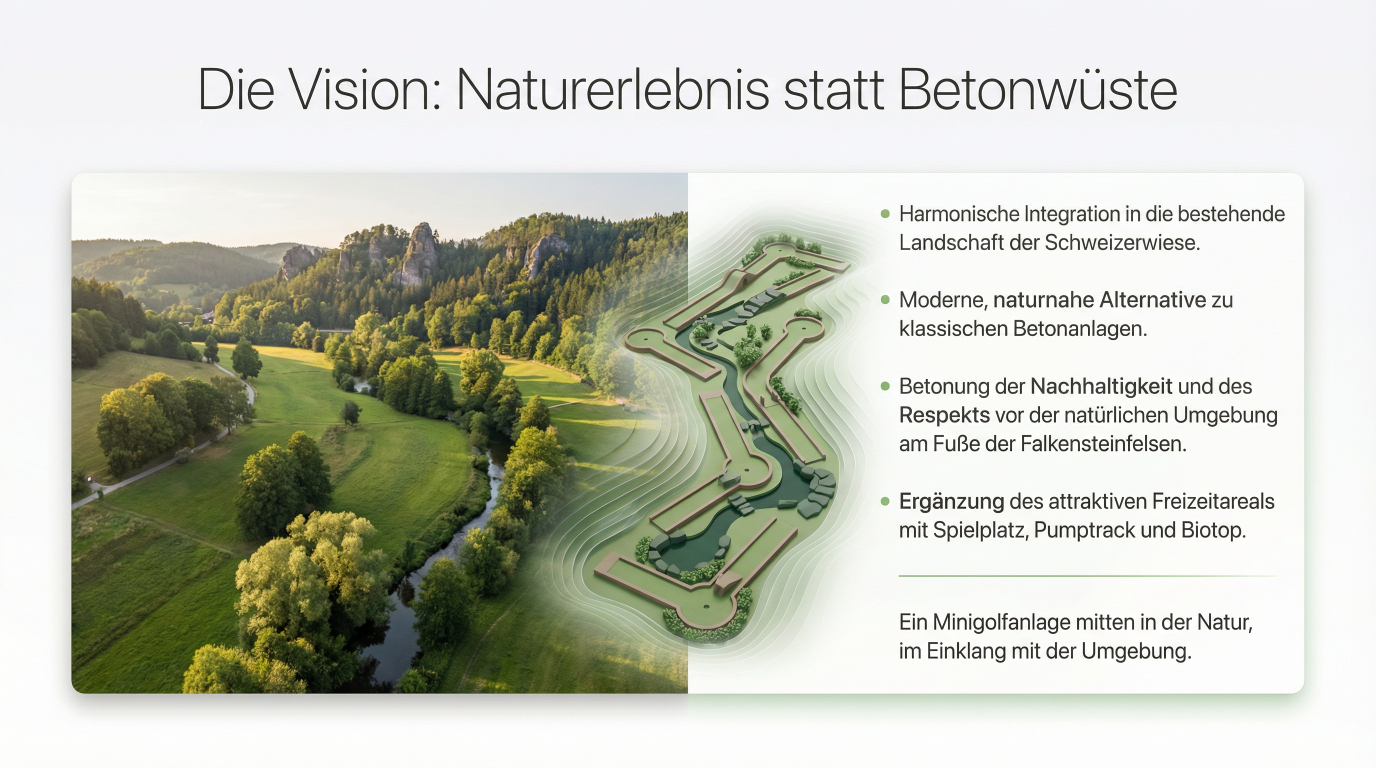 Die Vision: Naturerlebnis statt Betonwüste
Harmonische Integration in die bestehende
Landschaft der Schweizerwiese.
Moderne, naturnahe Alternative zu
klassischen Betonanlagen.
Betonung der Nachhaltigkeit und des
Respekts vor der natürlichen Umgebung
am Fuße der Falkensteinfelsen.
Ergänzung des attraktiven Freizeitareals
mit Spielplatz, Pumptrack und Biotop.
Ein Minigolfanlage mitten in der Natur,
im Einklang mit der Umgebung.